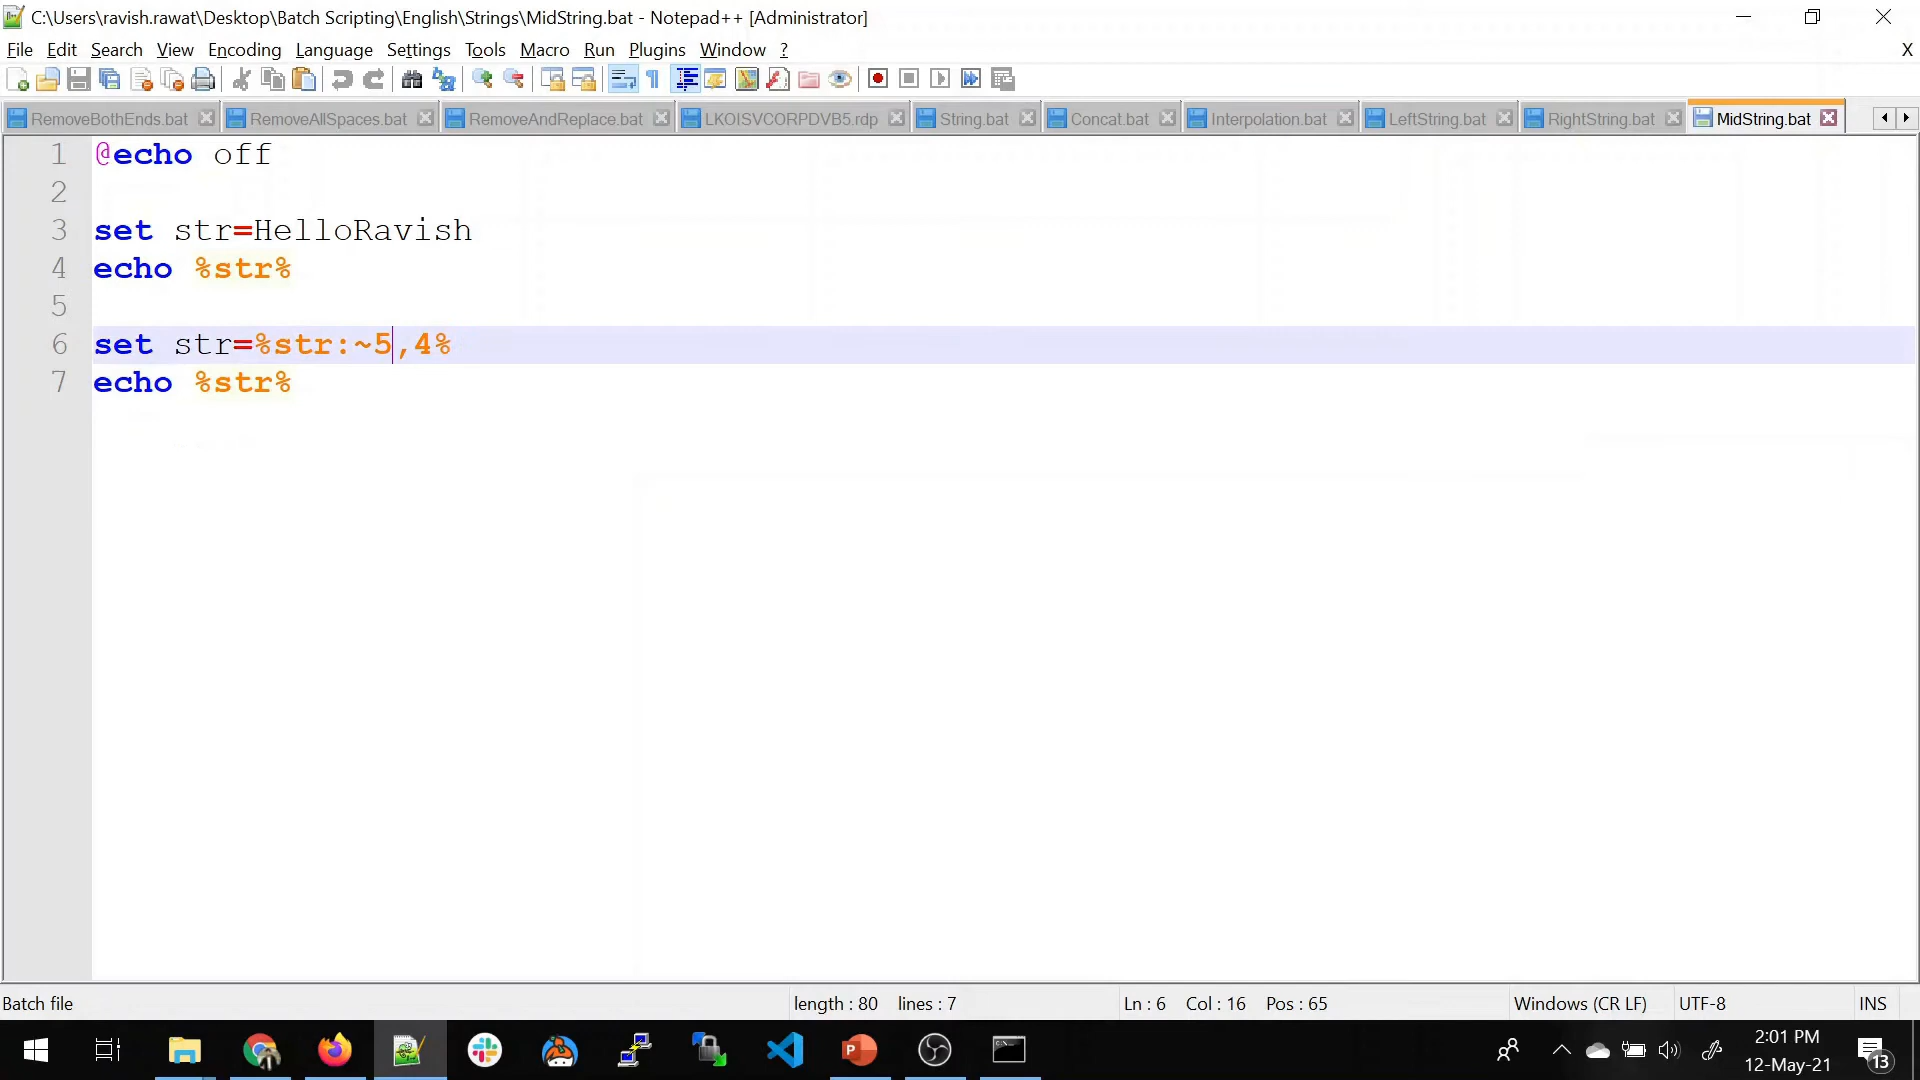 C:\Users\ravish.rawat\Desktop\Batch Scripting\English\Strings\MidString.bat - Notepad++ [Administrator]
File Edit Search View Encoding Language Settings Tools Macro Run Plugins Window ? X
RemoveBothEnds.bat RemoveAllSpaces.bat RemoveAndReplace.bat LKOISVCORPDVB5.rdp String.bat Concat.bat Interpolation.bat LeftString.bat RightString.bat MidString.bat
1 @echo off
2
3 set str=HelloRavish
4 echo %str%
5
6 set str=%str:~5,4%
7 echo %str%
Batch file length : 80 lines : 7 Ln : 6 Col : 16 Pos : 65 Windows (CR LF) UTF-8 INS
2:01 PM
12-May-21
13